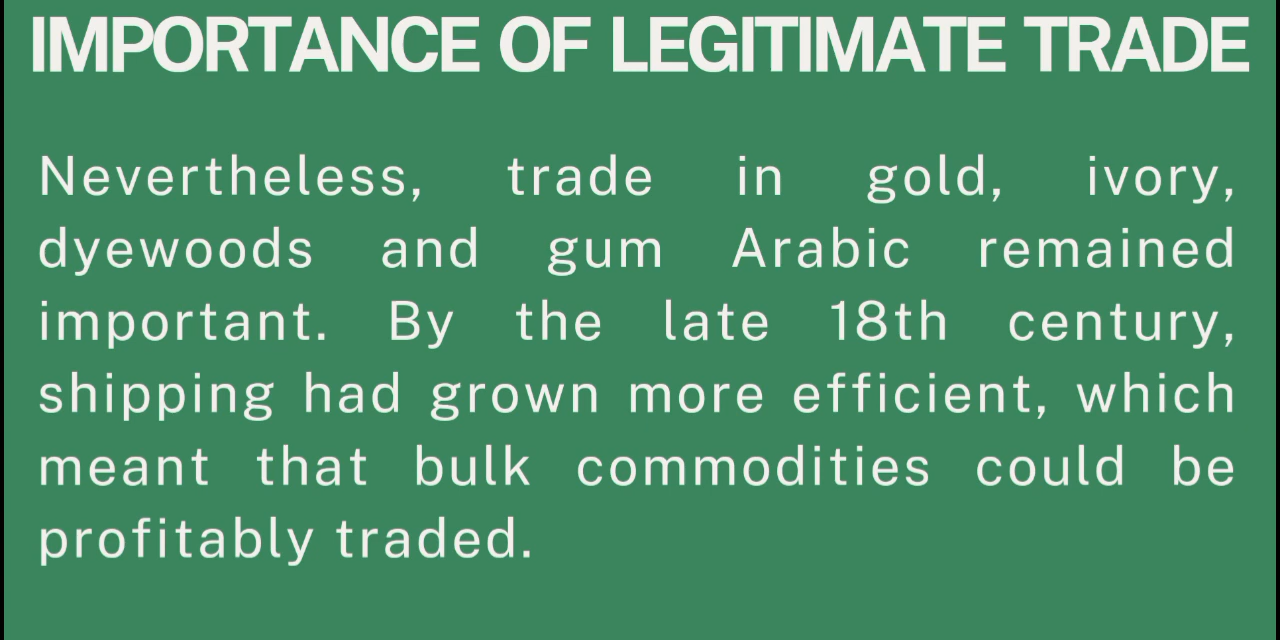 IMPORTANCE OF LEGITIMATE TRADE
Nevertheless, trade in gold, ivory,
dyewoods and gum Arabic remained
important. By the late 18th century,
shipping had grown more efficient, which
meant that bulk commodities could be
profitably traded.